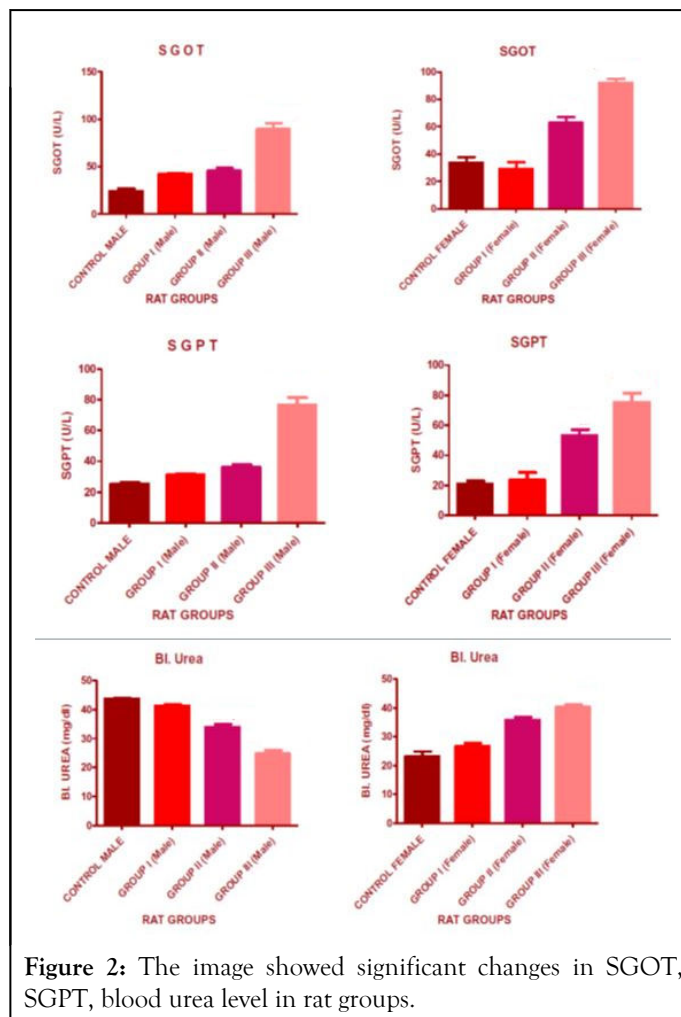 SGOT
150
100
50
0
SGOT (U/L)
CONTROL MALE
GROUP I (Male)
GROUP II (Male)
GROUP III (Male)
RAT GROUPS
SGOT
100
80
60
40
20
0
SGOT (U/L)
CONTROL FEMALE
GROUP I (Female)
GROUP II (Female)
GROUP III (Female)
RAT GROUPS
SGPT
100
80
60
40
20
0
SGPT (U/L)
CONTROL MALE
GROUP I (Male)
GROUP II (Male)
GROUP III (Male)
RAT GROUPS
SGPT
100
80
60
40
20
0
SGPT (U/L)
CONTROL FEMALE
GROUP I (Female)
GROUP II (Female)
GROUP III (Female)
RAT GROUPS
Bl. Urea
50
40
30
20
10
0
Bl. UREA (mg/dl)
CONTROL MALE
GROUP I (Male)
GROUP II (Male)
GROUP III (Male)
RAT GROUPS
Bl. Urea
50
40
30
20
10
0
Bl. UREA (mg/dl)
CONTROL FEMALE
GROUP I (Female)
GROUP II (Female)
GROUP III (Female)
RAT GROUPS
Figure 2: The image showed significant changes in SGOT,
SGPT, blood urea level in rat groups.